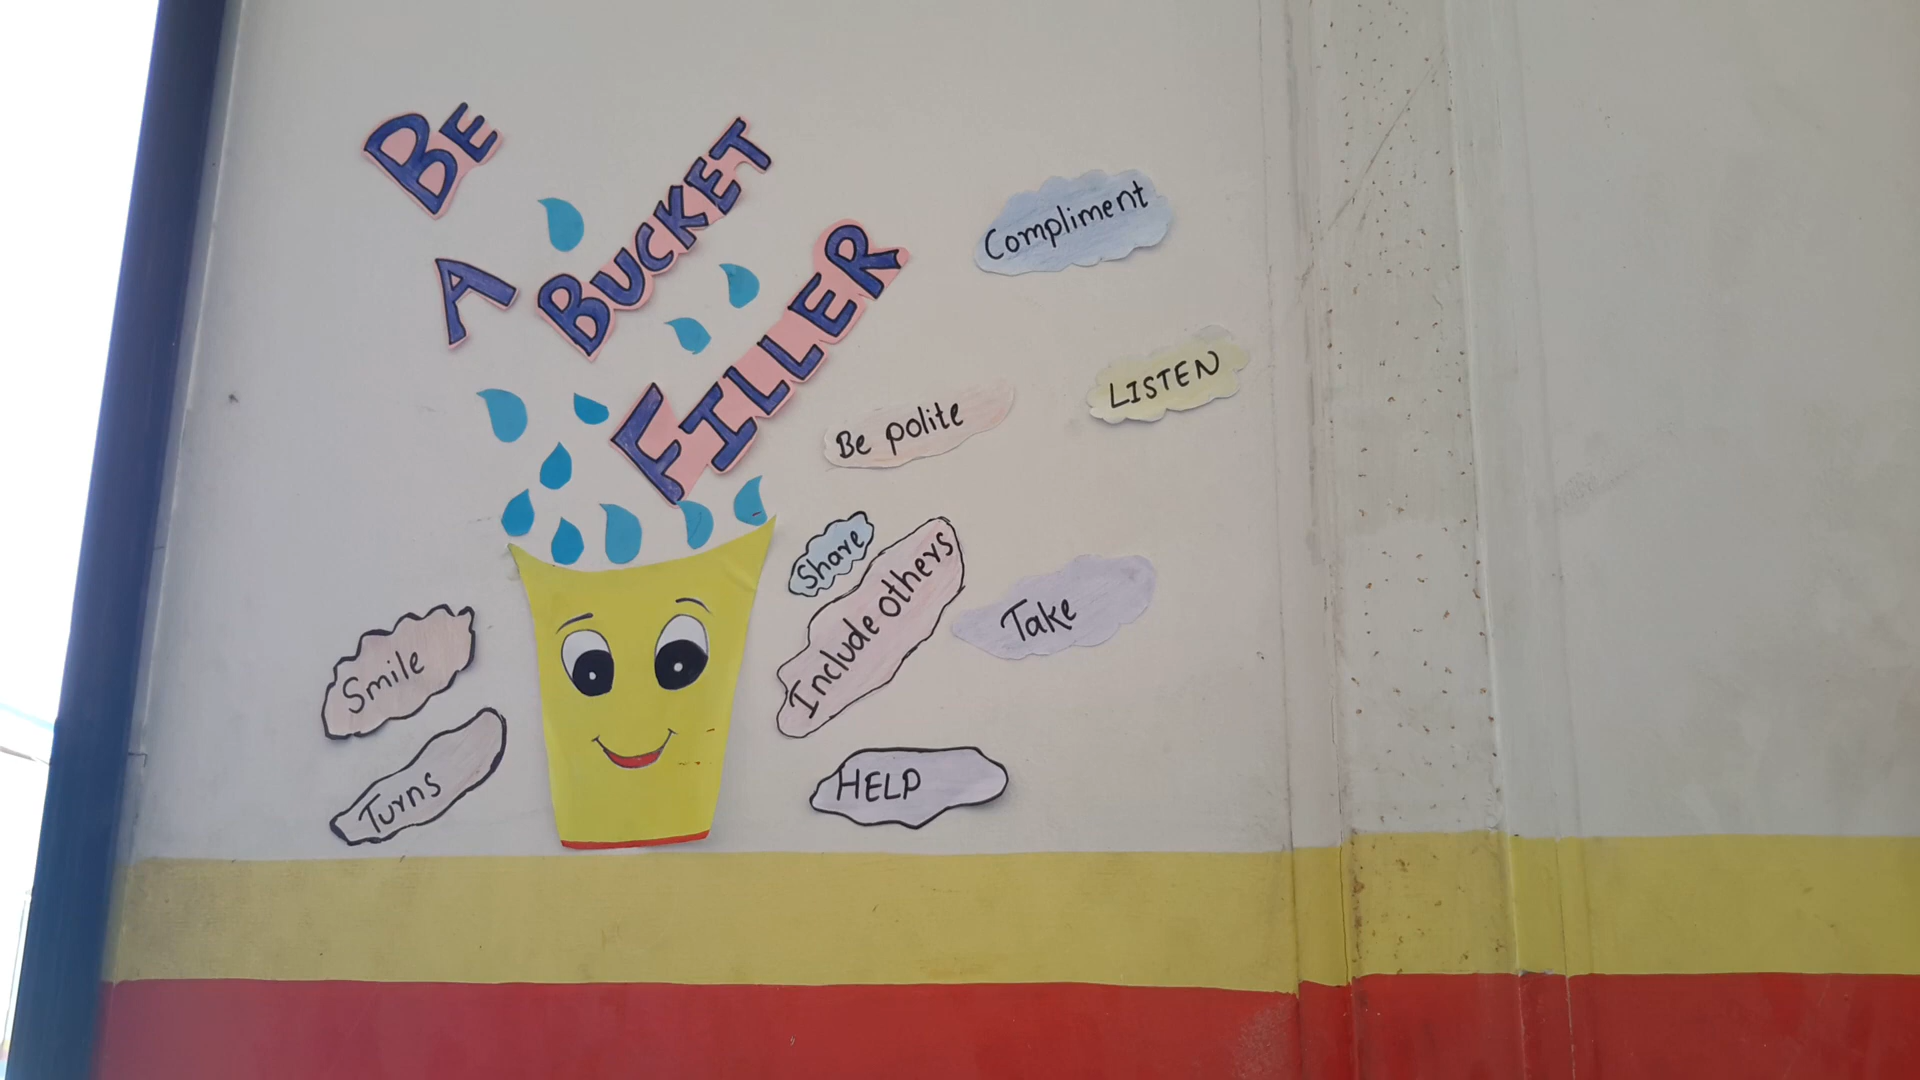 BE
A BUCKET
FILLER
Compliment
LISTEN
Be polite
Share
Include others
Take
Smile
Turns
HELP